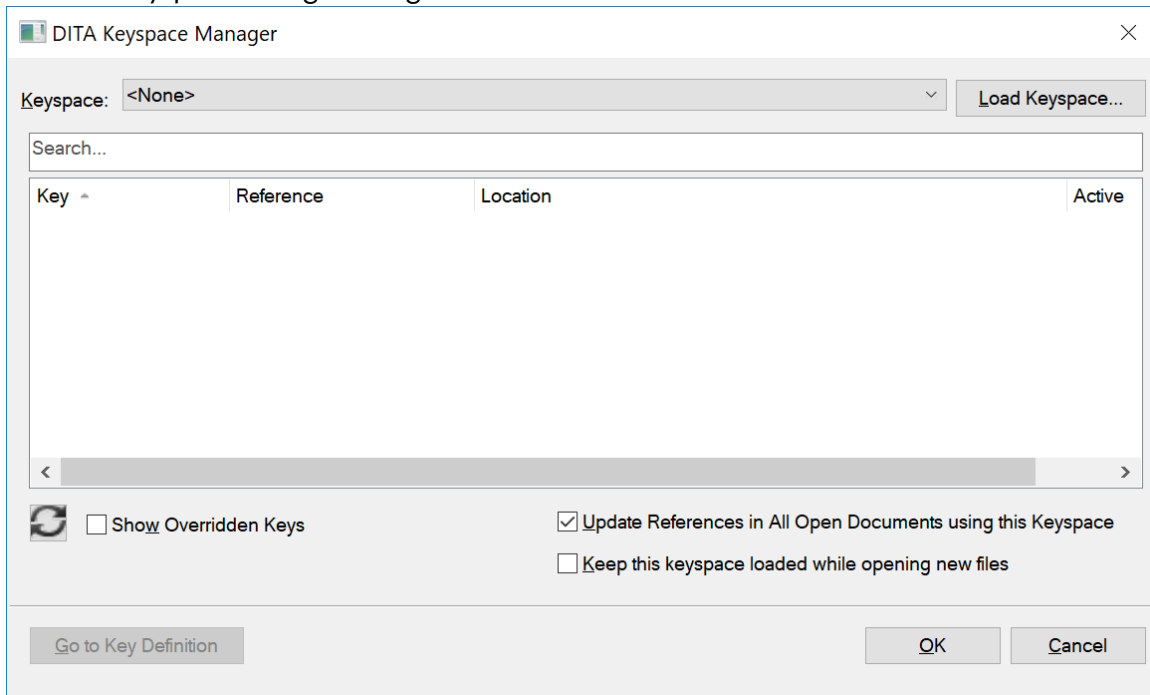 DITA Keyspace Manager
Keyspace: <None> Load Keyspace...
Search...
Key Reference Location Active
Show Overridden Keys
Update References in All Open Documents using this Keyspace
Keep this keyspace loaded while opening new files
Go to Key Definition OK Cancel